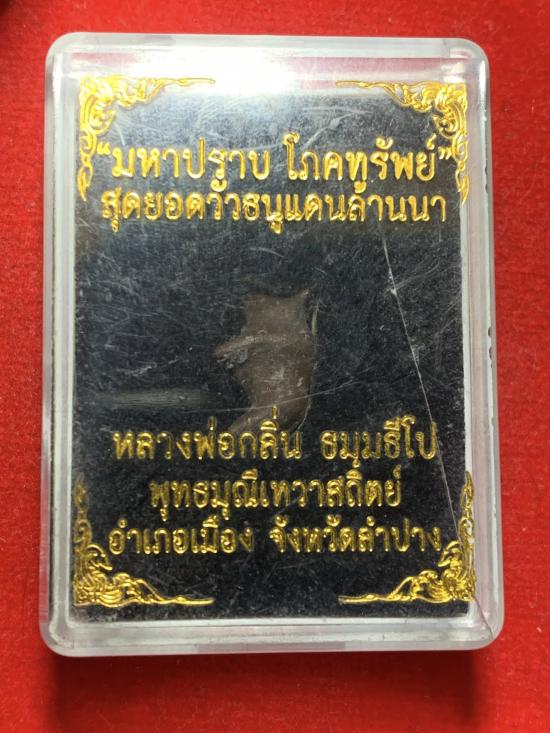 “มหาปราบ โภคทรัพย์”
สุดยอดวัวธนูแดนล้านนา
หลวงพ่อกลิ่น ธมมธีโป
พุทธมุณีเทวาสถิตย์
อำเภอเมือง จังหวัดลำปาง